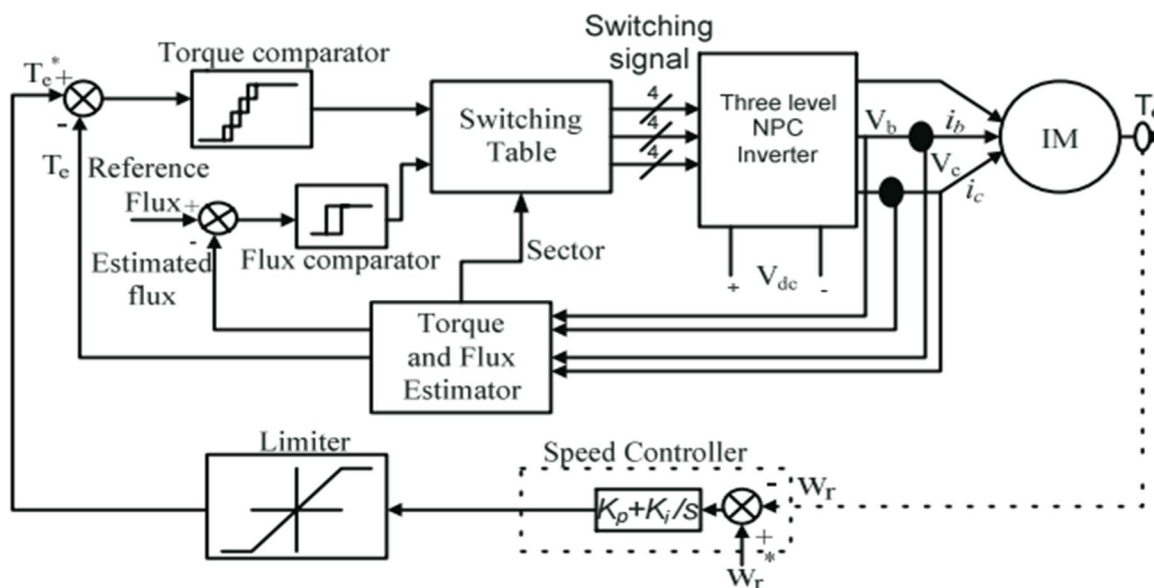 Switching
signal
Torque comparator
Te* +
-
Te
4
4
4
Switching
Table
Three level
NPC
Inverter
Vb
ib
Vc
ic
IM
Reference
Flux +
-
Estimated
flux
Flux comparator
Sector
+ Vdc -
Torque
and Flux
Estimator
Limiter
Speed Controller
Kp+Ki/s
-
Wr
+
Wr*